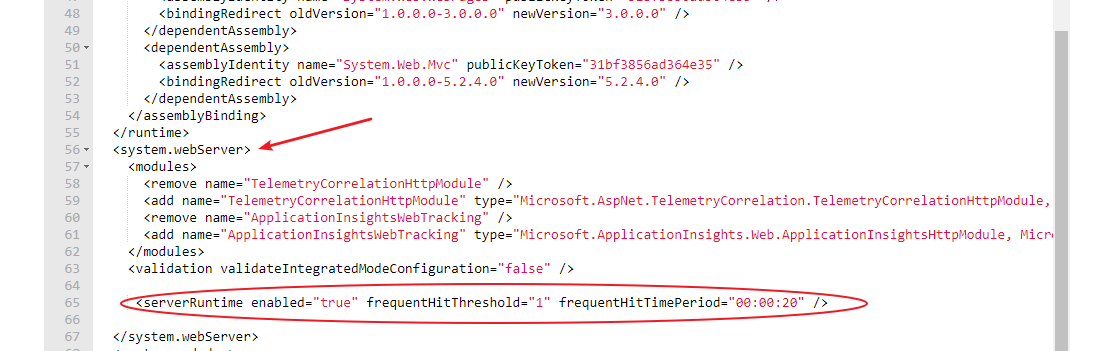 48 <bindingRedirect oldVersion="1.0.0.0-3.0.0.0" newVersion="3.0.0.0" />
49 </dependentAssembly>
50 <dependentAssembly>
51 <assemblyIdentity name="System.Web.Mvc" publicKeyToken="31bf3856ad364e35" />
52 <bindingRedirect oldVersion="1.0.0.0-5.2.4.0" newVersion="5.2.4.0" />
53 </dependentAssembly>
54 </assemblyBinding>
55 </runtime>
56 <system.webServer>
57 <modules>
58 <remove name="TelemetryCorrelationHttpModule" />
59 <add name="TelemetryCorrelationHttpModule" type="Microsoft.AspNet.TelemetryCorrelation.TelemetryCorrelationHttpModule,
60 <remove name="ApplicationInsightsWebTracking" />
61 <add name="ApplicationInsightsWebTracking" type="Microsoft.ApplicationInsights.Web.ApplicationInsightsHttpModule, Micr
62 </modules>
63 <validation validateIntegratedModeConfiguration="false" />
64
65 <serverRuntime enabled="true" frequentHitThreshold="1" frequentHitTimePeriod="00:00:20" />
66
67 </system.webServer>